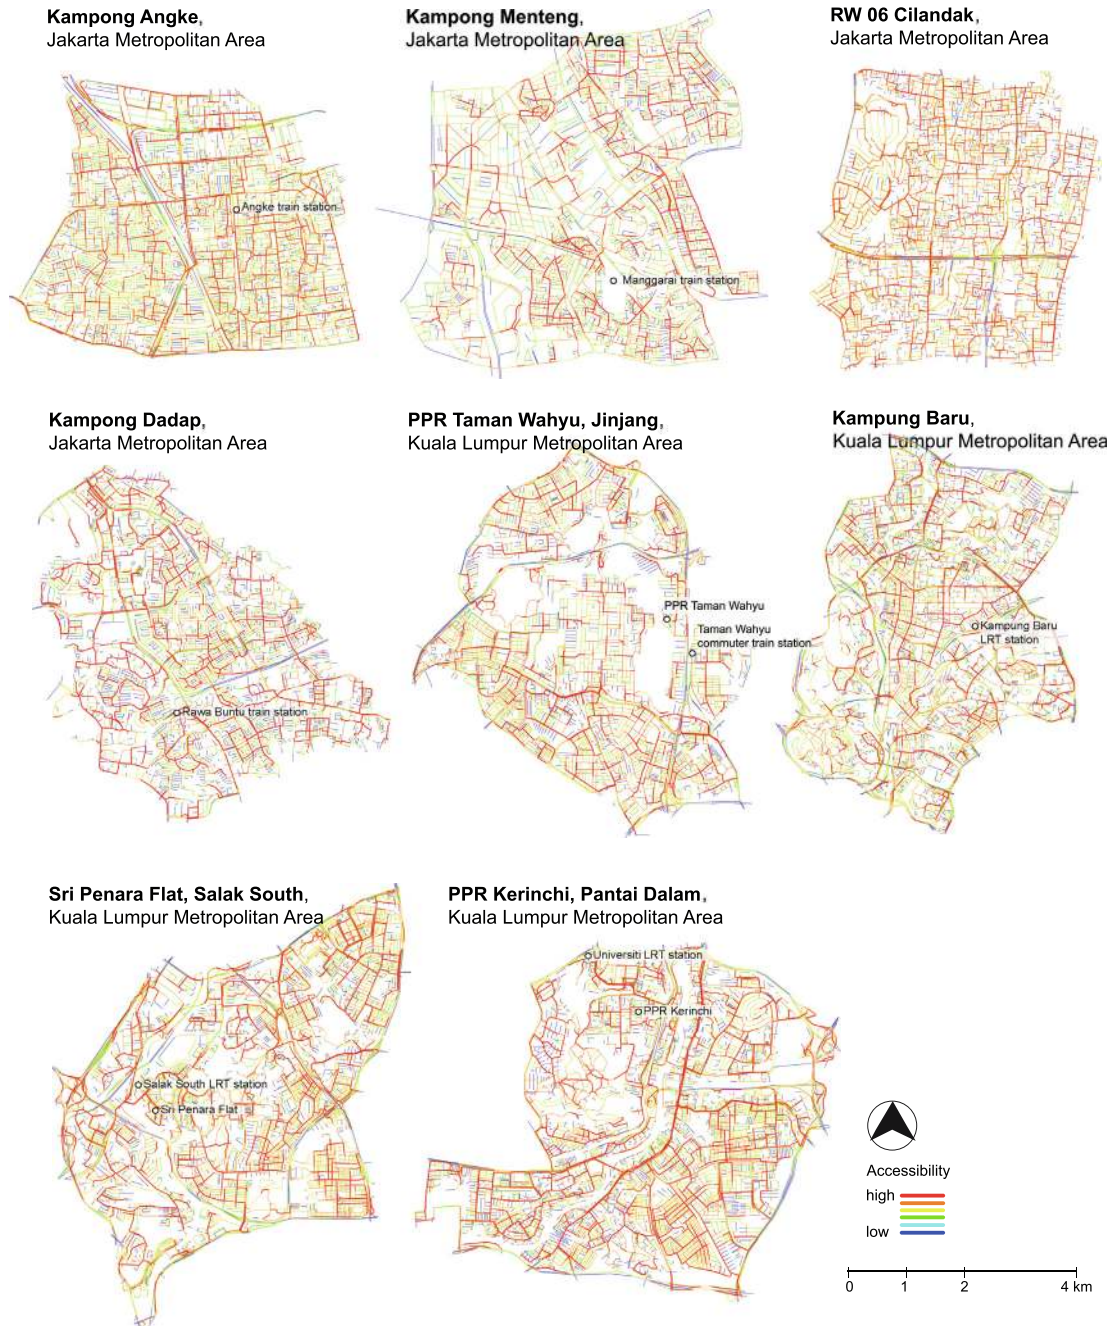 Kampong Angke,
Jakarta Metropolitan Area
Kampong Menteng,
Jakarta Metropolitan Area
RW 06 Cilandak,
Jakarta Metropolitan Area
Angke train station
Manggarai train station
Kampong Dadap,
Jakarta Metropolitan Area
PPR Taman Wahyu, Jinjang,
Kuala Lumpur Metropolitan Area
Kampung Baru,
Kuala Lumpur Metropolitan Area
Rawa Buntu train station
PPR Taman Wahyu
Taman Wahyu
commuter train station
Kampung Baru
LRT station
Sri Penara Flat, Salak South,
Kuala Lumpur Metropolitan Area
PPR Kerinchi, Pantai Dalam,
Kuala Lumpur Metropolitan Area
Salak South LRT station
Sri Penara Flat
Universiti LRT station
PPR Kerinchi
Accessibility
high
low
0 1 2 4 km